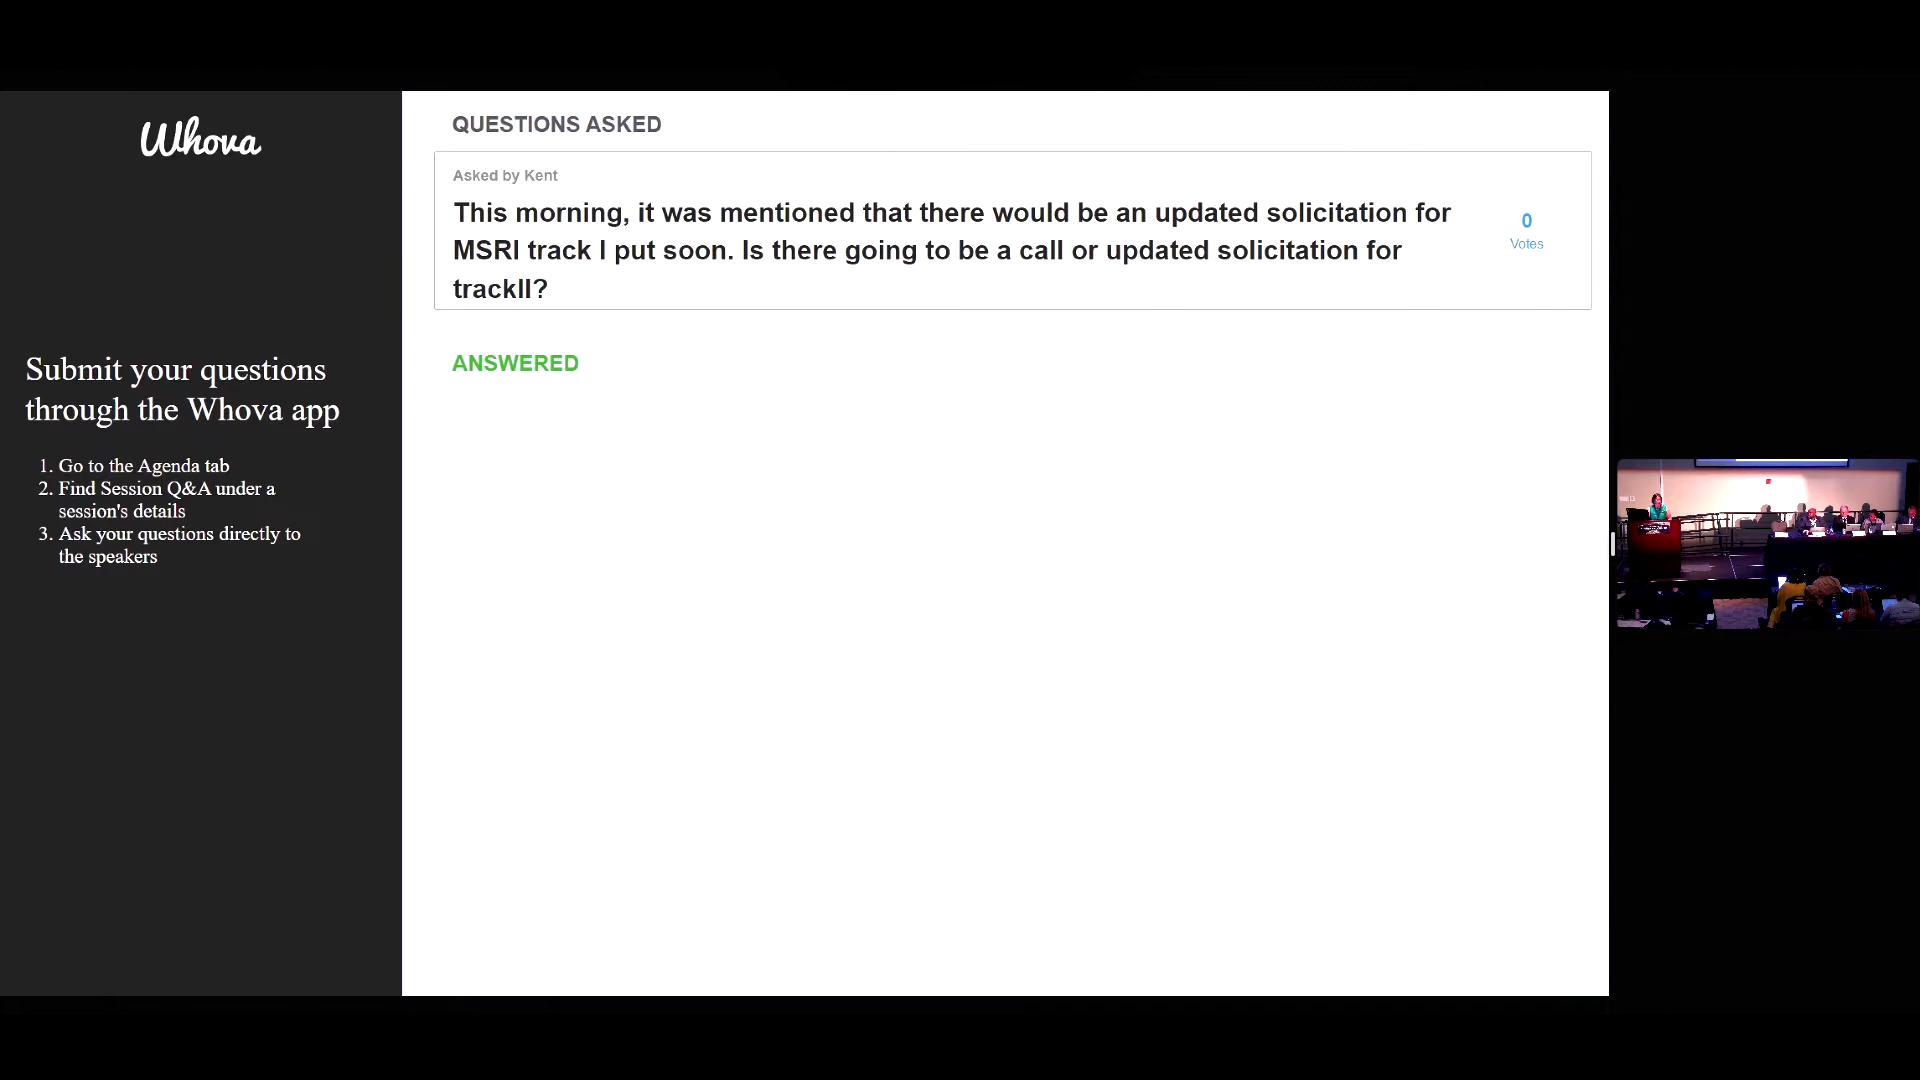 Whova
Submit your questions
through the Whova app
1. Go to the Agenda tab
2. Find Session Q&A under a
session's details
3. Ask your questions directly to
the speakers
QUESTIONS ASKED
Asked by Kent
This morning, it was mentioned that there would be an updated solicitation for
MSRI track I put soon. Is there going to be a call or updated solicitation for
trackII?
0
Votes
ANSWERED